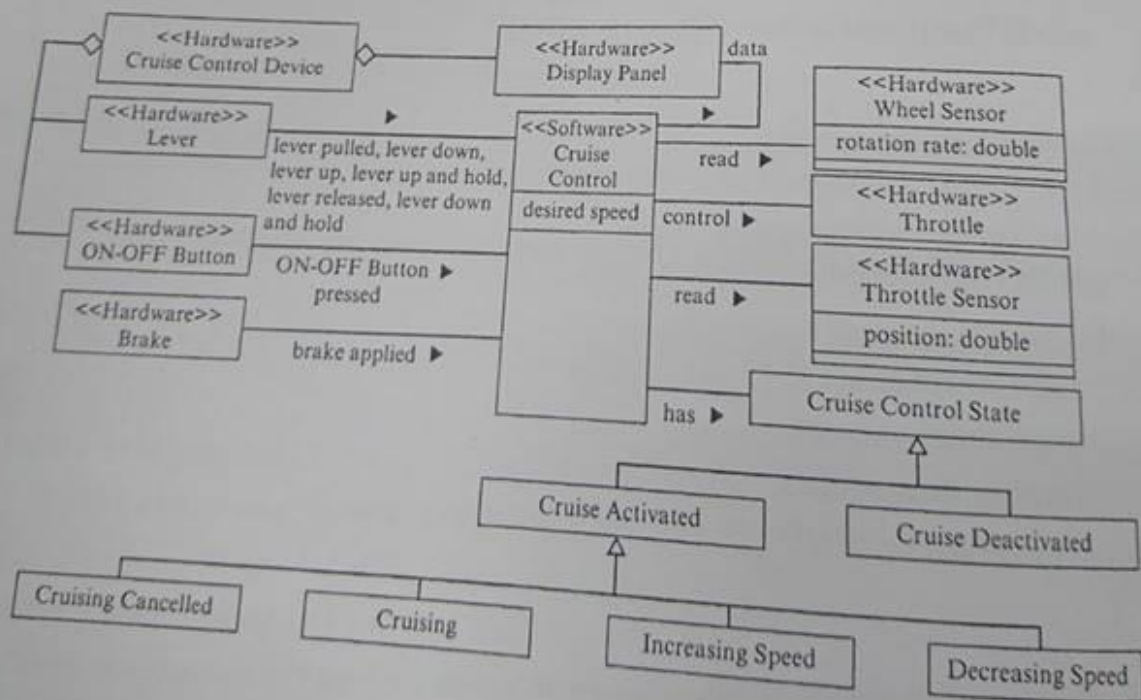 <<Hardware>>
Cruise Control Device
<<Hardware>>
Display Panel
data
<<Hardware>>
Wheel Sensor
rotation rate: double
<<Hardware>>
Lever
lever pulled, lever down,
lever up, lever up and hold,
lever released, lever down
and hold
<<Software>>
Cruise
Control
desired speed
read
control
<<Hardware>>
Throttle
<<Hardware>>
ON-OFF Button
ON-OFF Button
pressed
read
<<Hardware>>
Throttle Sensor
position: double
<<Hardware>>
Brake
brake applied
has
Cruise Control State
Cruise Activated
Cruise Deactivated
Cruising Cancelled
Cruising
Increasing Speed
Decreasing Speed